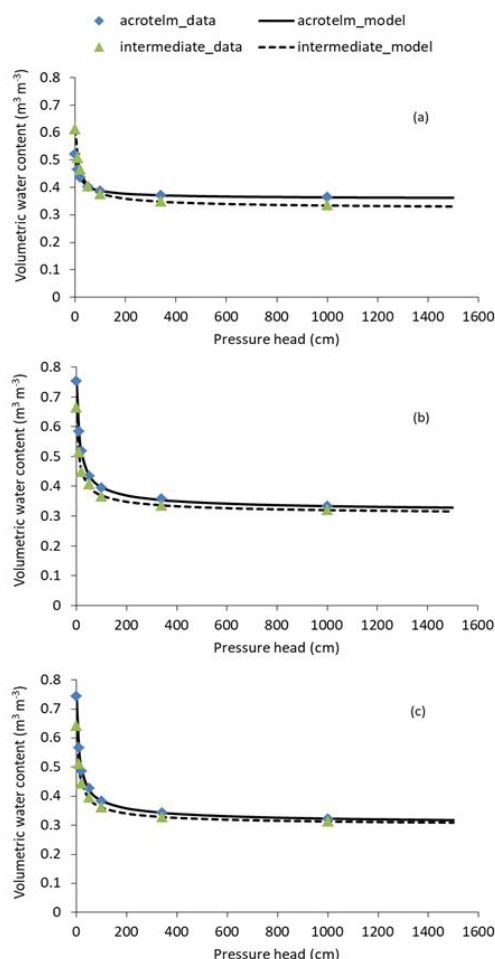 acrotelm_data acrotelm_model
intermediate_data intermediate_model
Volumetric water content (m³ m⁻³)
0.8
0.7
0.6
0.5
0.4
0.3
0.2
0.1
0
(a)
0 200 400 600 800 1000 1200 1400 1600
Pressure head (cm)
Volumetric water content (m³ m⁻³)
0.8
0.7
0.6
0.5
0.4
0.3
0.2
0.1
0
(b)
0 200 400 600 800 1000 1200 1400 1600
Pressure head (cm)
Volumetric water content (m³ m⁻³)
0.8
0.7
0.6
0.5
0.4
0.3
0.2
0.1
0
(c)
0 200 400 600 800 1000 1200 1400 1600
Pressure head (cm)